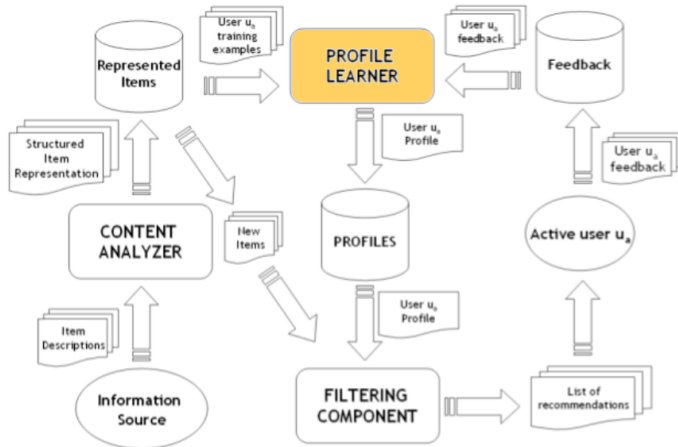 User uₐ
training
examples
User uₐ
feedback
Represented
Items
PROFILE
LEARNER
Feedback
Structured
Item
Representation
User uₐ
Profile
User uₐ
feedback
CONTENT
ANALYZER
New
Items
PROFILES
Active user uₐ
Item
Descriptions
User uₐ
Profile
Information
Source
FILTERING
COMPONENT
List of
recommendations